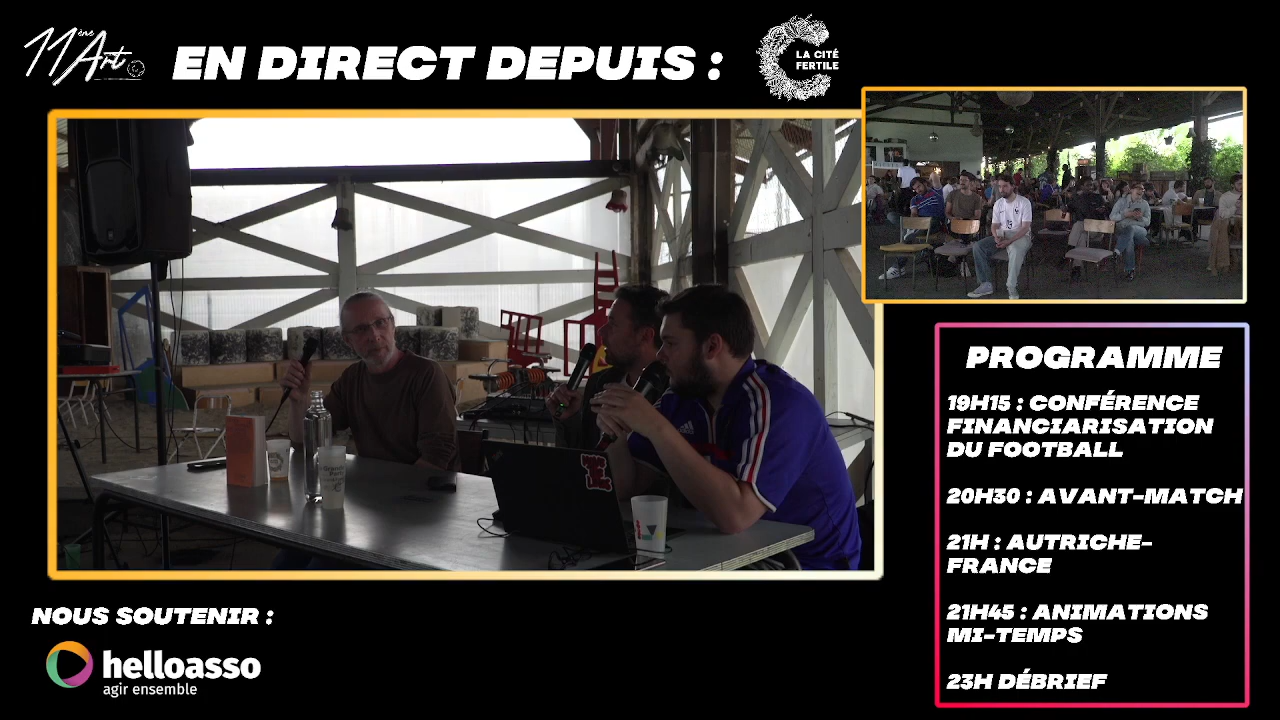 11ème Art
EN DIRECT DEPUIS :
LA CITÉ
FERTILE
PROGRAMME
19H15 : CONFÉRENCE
FINANCIARISATION
DU FOOTBALL
20H30 : AVANT-MATCH
21H : AUTRICHE-
FRANCE
21H45 : ANIMATIONS
MI-TEMPS
23H DÉBRIEF
NOUS SOUTENIR :
helloasso
agir ensemble